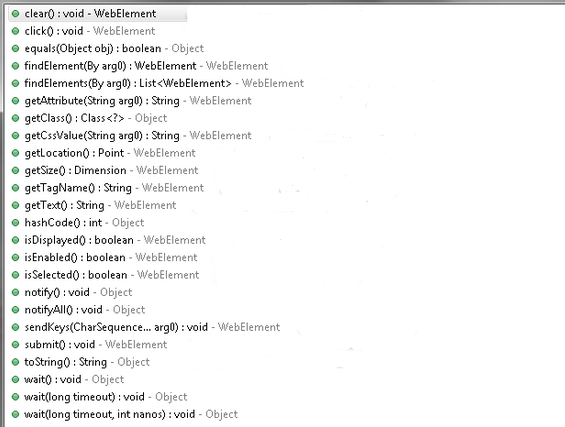 clear() : void - WebElement
click() : void - WebElement
equals(Object obj) : boolean - Object
findElement(By arg0) : WebElement - WebElement
findElements(By arg0) : List<WebElement> - WebElement
getAttribute(String arg0) : String - WebElement
getClass() : Class<?> - Object
getCssValue(String arg0) : String - WebElement
getLocation() : Point - WebElement
getSize() : Dimension - WebElement
getTagName() : String - WebElement
getText() : String - WebElement
hashCode() : int - Object
isDisplayed() : boolean - WebElement
isEnabled() : boolean - WebElement
isSelected() : boolean - WebElement
notify() : void - Object
notifyAll() : void - Object
sendKeys(CharSequence... arg0) : void - WebElement
submit() : void - WebElement
toString() : String - Object
wait() : void - Object
wait(long timeout) : void - Object
wait(long timeout, int nanos) : void - Object